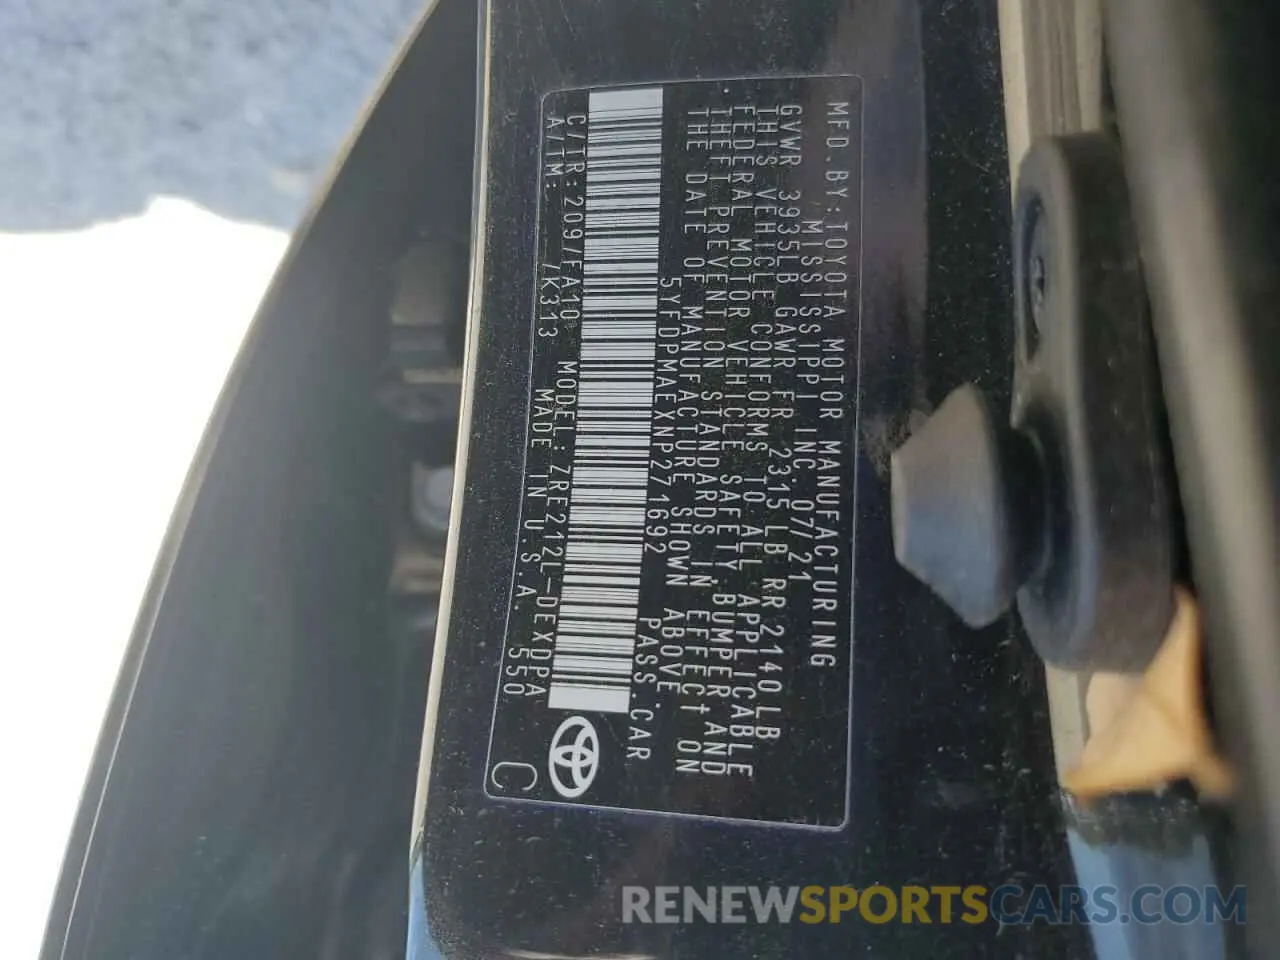 MFD.BY:TOYOTA MOTOR MANUFACTURING
MISSISSIPPI INC. 07/21
GVWR 3935LB GAWR FR 2315 LB RR 2140 LB
THIS VEHICLE CONFORMS TO ALL APPLICABLE
FEDERAL MOTOR VEHICLE SAFETY,BUMPER AND
THEFT PREVENTION STANDARDS IN EFFECT ON
THE DATE OF MANUFACTURE SHOWN ABOVE.
5YFDPMAEXNP271692 PASS.CAR
C/TR:209/FA10 MODEL:ZRE212L-DEXDPA
A/TM: /K313 MADE IN U.S.A. 550
C
RENEWSPORTSCARS.COM